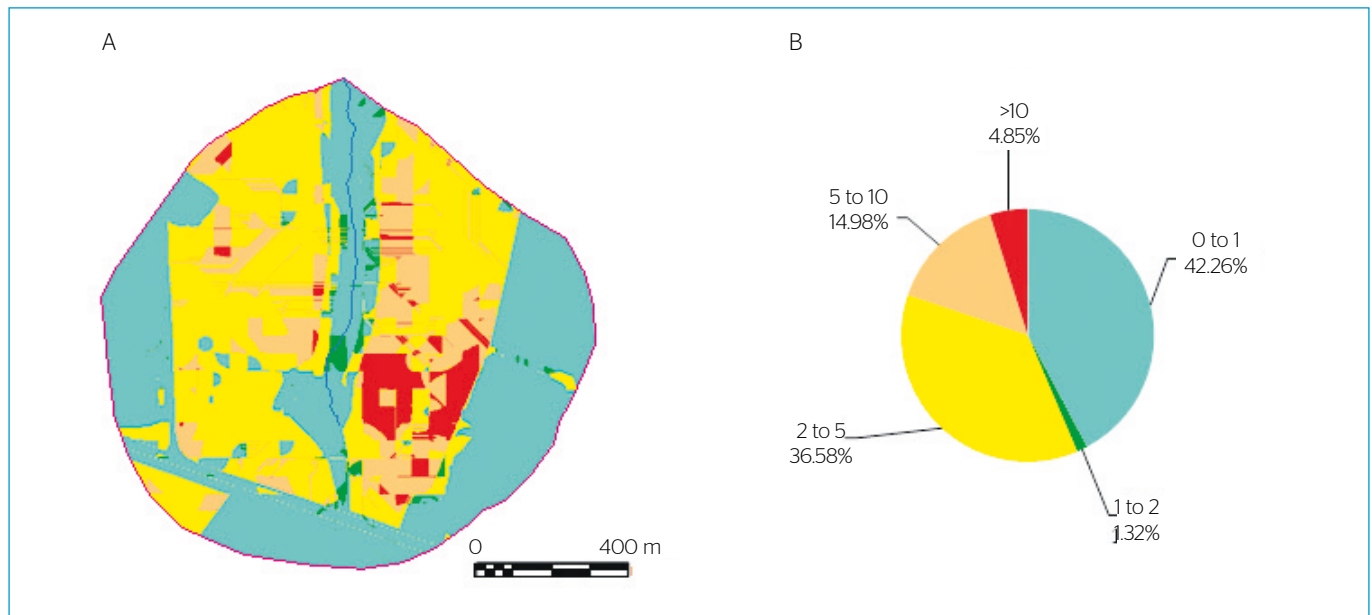 A
B
>10
4.85%
5 to 10
14.98%
0 to 1
42.26%
2 to 5
36.58%
1 to 2
1.32%
0 400 m